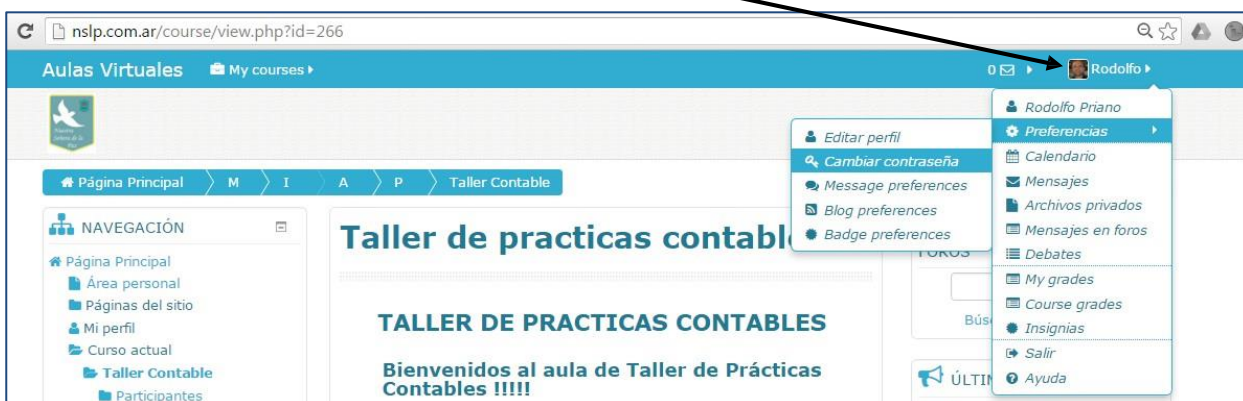 nslp.com.ar/course/view.php?id=266
Aulas Virtuales My courses
0 Rodolfo
Página Principal M I A P Taller Contable
NAVEGACIÓN
Página Principal
Área personal
Páginas del sitio
Mi perfil
Curso actual
Taller Contable
Participantes
Taller de practicas contabl
TALLER DE PRACTICAS CONTABLES
Bienvenidos al aula de Taller de Prácticas
Contables !!!!!
Editar perfil
Cambiar contraseña
Message preferences
Blog preferences
Badge preferences
FOROS
Bús
ÚLTIM
Rodolfo Priano
Preferencias
Calendario
Mensajes
Archivos privados
Mensajes en foros
Debates
My grades
Course grades
Insignias
Salir
Ayuda